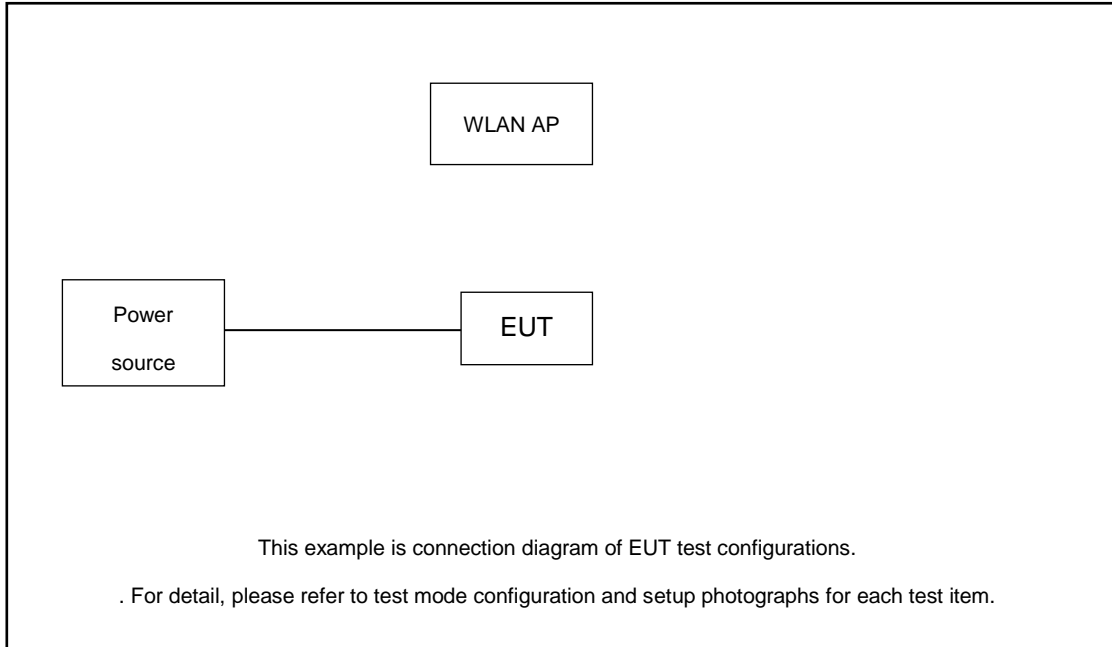 WLAN AP
Power
source
EUT
This example is connection diagram of EUT test configurations.
. For detail, please refer to test mode configuration and setup photographs for each test item.